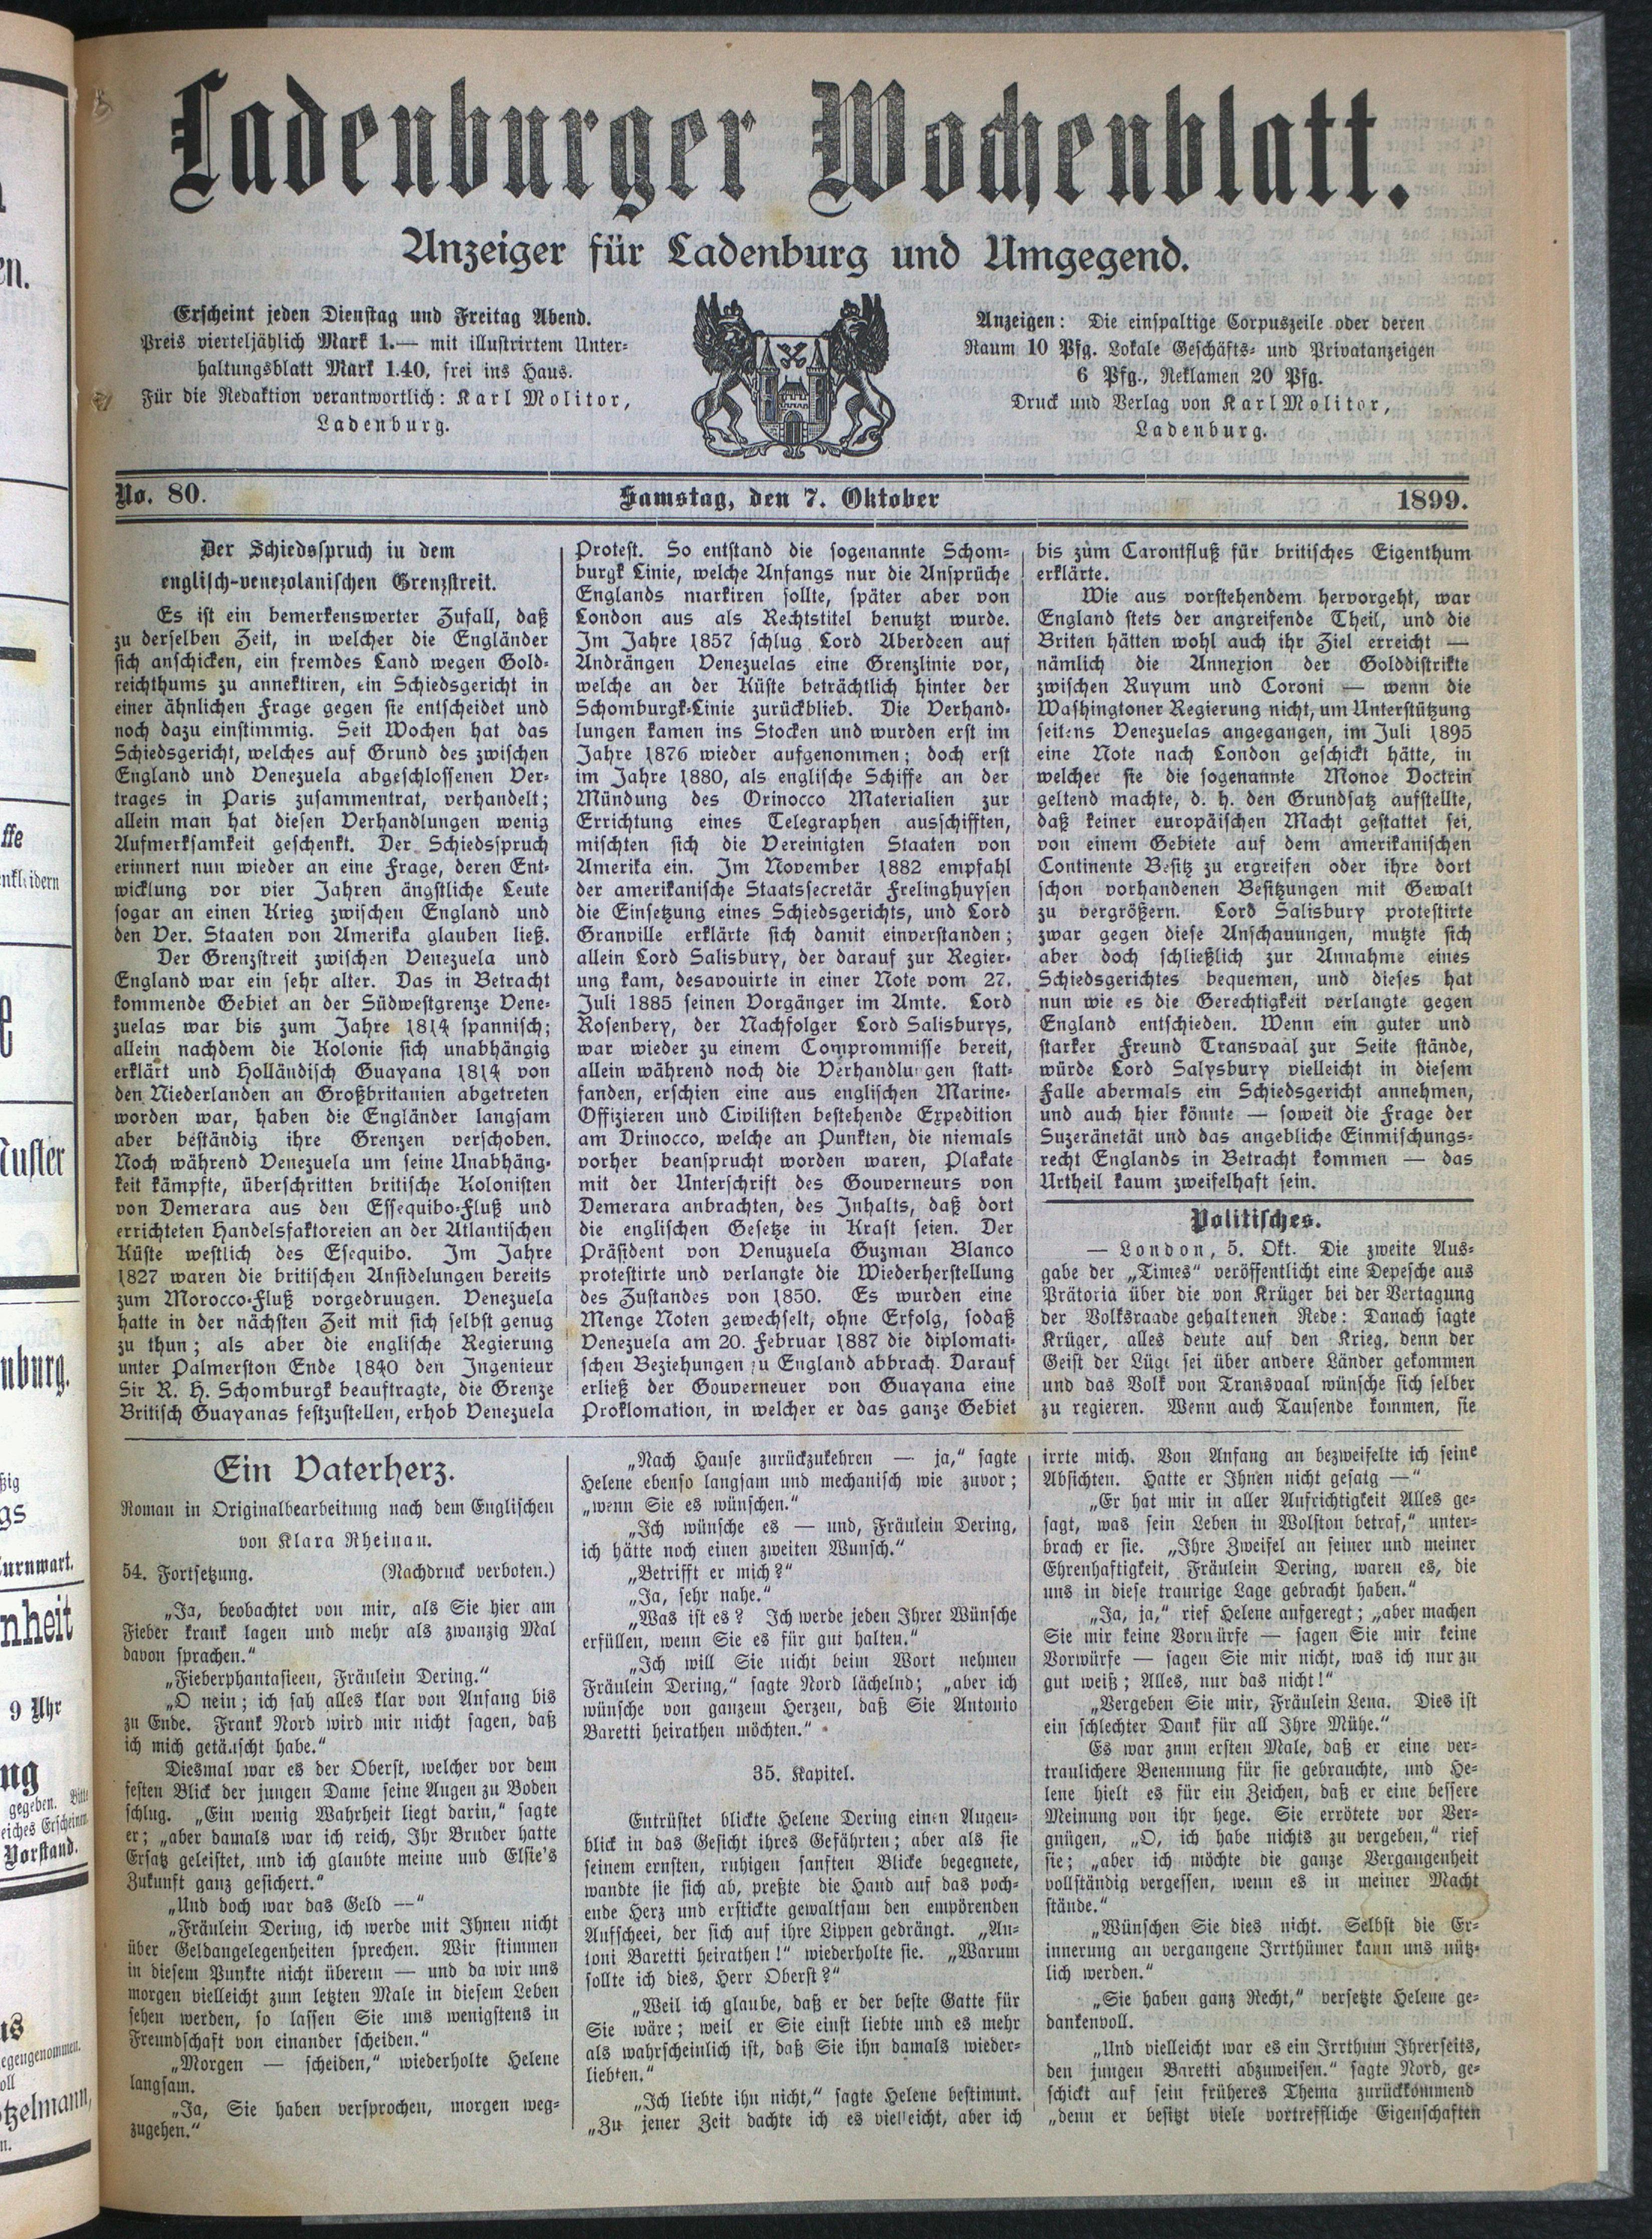 Ladenburger Wochenblatt.
Anzeiger für Ladenburg und Umgegend.
Erscheint jeden Dienstag und Freitag Abend.
Preis vierteljählich Mark 1.— mit illustrirtem Unter-
haltungsblatt Mark 1.40, frei ins Haus.
Für die Redaktion verantwortlich: Karl Molitor,
Ladenburg.
Anzeigen: Die einspaltige Corpuszeile oder deren
Raum 10 Pfg. Lokale Geschäfts- und Privatanzeigen
6 Pfg., Reklamen 20 Pfg.
Druck und Verlag von Karl Molitor,
Ladenburg.
No. 80.
Samstag, den 7. Oktober
1899.
Der Schiedsspruch in dem
englisch-venezolanischen Grenzstreit.
Es ist ein bemerkenswerter Zufall, daß
zu derselben Zeit, in welcher die Engländer
sich anschicken, ein fremdes Land wegen Gold-
reichthums zu annektiren, ein Schiedsgericht in
einer ähnlichen Frage gegen sie entscheidet und
noch dazu einstimmig. Seit Wochen hat das
Schiedsgericht, welches auf Grund des zwischen
England und Venezuela abgeschlossenen Ver-
trages in Paris zusammentrat, verhandelt;
allein man hat diesen Verhandlungen wenig
Aufmerksamkeit geschenkt. Der Schiedsspruch
erinnert nun wieder an eine Frage, deren Ent-
wicklung vor vier Jahren ängstliche Leute
sogar an einen Krieg zwischen England und
den Ver. Staaten von Amerika glauben ließ.
Der Grenzstreit zwischen Venezuela und
England war ein sehr alter. Das in Betracht
kommende Gebiet an der Südwestgrenze Vene-
zuelas war bis zum Jahre 1814 spannisch;
allein nachdem die Kolonie sich unabhängig
erklärt und Holländisch Guayana 1814 von
den Niederlanden an Großbritanien abgetreten
worden war, haben die Engländer langsam
aber beständig ihre Grenzen verschoben.
Noch während Venezuela um seine Unabhäng-
keit kämpfte, überschritten britische Kolonisten
von Demerara aus den Essequibo-Fluß und
errichteten Handelsfaktoreien an der Atlantischen
Küste westlich des Esequibo. Im Jahre
1827 waren die britischen Ansidelungen bereits
zum Morocco-Fluß vorgedruugen. Venezuela
hatte in der nächsten Zeit mit sich selbst genug
zu thun; als aber die englische Regierung
unter Palmerston Ende 1840 den Ingenieur
Sir R. H. Schomburgk beauftragte, die Grenze
Britisch Guayanas festzustellen, erhob Venezuela
Protest. So entstand die sogenannte Schom-
burgk Linie, welche Anfangs nur die Ansprüche
Englands markiren sollte, später aber von
London aus als Rechtstitel benutzt wurde.
Im Jahre 1857 schlug Lord Aberdeen auf
Andrängen Venezuelas eine Grenzlinie vor,
welche an der Küste beträchtlich hinter der
Schomburgk-Linie zurückblieb. Die Verhand-
lungen kamen ins Stocken und wurden erst im
Jahre 1876 wieder aufgenommen; doch erst
im Jahre 1880, als englische Schiffe an der
Mündung des Orinocco Materialien zur
Errichtung eines Telegraphen ausschifften,
mischten sich die Vereinigten Staaten von
Amerika ein. Im November 1882 empfahl
der amerikanische Staatssecretär Frelinghuysen
die Einsetzung eines Schiedsgerichts, und Lord
Granville erklärte sich damit einverstanden;
allein Lord Salisbury, der darauf zur Regier-
ung kam, desavouirte in einer Note vom 27.
Juli 1885 seinen Vorgänger im Amte. Lord
Rosenbery, der Nachfolger Lord Salisburys,
war wieder zu einem Compromisse bereit,
allein während noch die Verhandlungen statt-
fanden, erschien eine aus englischen Marine-
Offizieren und Civilisten bestehende Expedition
am Orinocco, welche an Punkten, die niemals
vorher beansprucht worden waren, Plakate
mit der Unterschrift des Gouverneurs von
Demerara anbrachten, des Inhalts, daß dort
die englischen Gesetze in Kraft seien. Der
Präsident von Venuzuela Guzman Blanco
protestirte und verlangte die Wiederherstellung
des Zustandes von 1850. Es wurden eine
Menge Noten gewechselt, ohne Erfolg, sodaß
Venezuela am 20. Februar 1887 die diplomati-
schen Beziehungen zu England abbrach. Darauf
erließ der Gouverneuer von Guayana eine
Proklomation, in welcher er das ganze Gebiet
bis zum Carontfluß für britisches Eigenthum
erklärte.
Wie aus vorstehendem hervorgeht, war
England stets der angreifende Theil, und die
Briten hätten wohl auch ihr Ziel erreicht —
nämlich die Annexion der Golddistrikte
zwischen Ruyum und Coroni — wenn die
Washingtoner Regierung nicht, um Unterstützung
seitens Venezuelas angegangen, im Juli 1895
eine Note nach London geschickt hätte, in
welcher sie die sogenannte Monoe Doctrin
geltend machte, d. h. den Grundsatz aufstellte,
daß keiner europäischen Macht gestattet sei,
von einem Gebiete auf dem amerikanischen
Continente Besitz zu ergreifen oder ihre dort
schon vorhandenen Besitzungen mit Gewalt
zu vergrößern. Lord Salisbury protestirte
zwar gegen diese Anschauungen, mußte sich
aber doch schließlich zur Annahme eines
Schiedsgerichtes bequemen, und dieses hat
nun wie es die Gerechtigkeit verlangte gegen
England entschieden. Wenn ein guter und
starker Freund Transvaal zur Seite stände,
würde Lord Salysbury vielleicht in diesem
Falle abermals ein Schiedsgericht annehmen,
und auch hier könnte — soweit die Frage der
Suzeränetät und das angebliche Einmischungs-
recht Englands in Betracht kommen — das
Urtheil kaum zweifelhaft sein.
Politisches.
— London, 5. Okt. Die zweite Aus-
gabe der „Times“ veröffentlicht eine Depesche aus
Prätoria über die von Krüger bei der Vertagung
der Volksraade gehaltenen Rede: Danach sagte
Krüger, alles deute auf den Krieg, denn der
Geist der Lüge sei über andere Länder gekommen
und das Volk von Transvaal wünsche sich selber
zu regieren. Wenn auch Tausende kommen, sie
Ein Vaterherz.
Roman in Originalbearbeitung nach dem Englischen
von Klara Rheinau.
54. Fortsetzung. (Nachdruck verboten.)
„Ja, beobachtet von mir, als Sie hier am
Fieber krank lagen und mehr als zwanzig Mal
davon sprachen.“
„Fieberphantasieen, Fräulein Dering.“
„O nein; ich sah alles klar von Anfang bis
zu Ende. Frank Nord wird mir nicht sagen, daß
ich mich getäuscht habe.“
Diesmal war es der Oberst, welcher vor dem
festen Blick der jungen Dame seine Augen zu Boden
schlug. „Ein wenig Wahrheit liegt darin,“ sagte
er; „aber damals war ich reich, Ihr Bruder hatte
Ersatz geleistet, und ich glaubte meine und Elsie's
Zukunft ganz gesichert.“
„Und doch war das Geld —“
„Fräulein Dering, ich werde mit Ihnen nicht
über Geldangelegenheiten sprechen. Wir stimmen
in diesem Punkte nicht überein — und da wir uns
morgen vielleicht zum letzten Male in diesem Leben
sehen werden, so lassen Sie uns wenigstens in
Freundschaft von einander scheiden.“
„Morgen — scheiden,“ wiederholte Helene
langsam.
„Ja, Sie haben versprochen, morgen weg-
zugehen.“
„Nach Hause zurückzukehren — ja,“ sagte
Helene ebenso langsam und mechanisch wie zuvor;
„wenn Sie es wünschen.“
„Ich wünsche es — und, Fräulein Dering,
ich hätte noch einen zweiten Wunsch.“
„Betrifft er mich?“
„Ja, sehr nahe.“
„Was ist es? Ich werde jeden Ihrer Wünsche
erfüllen, wenn Sie es für gut halten.“
„Ich will Sie nicht beim Wort nehmen
Fräulein Dering,“ sagte Nord lächelnd; „aber ich
wünsche von ganzem Herzen, daß Sie Antonio
Baretti heirathen möchten.“
35. Kapitel.
Entrüstet blickte Helene Dering einen Augen-
blick in das Gesicht ihres Gefährten; aber als sie
seinem ernsten, ruhigen sanften Blicke begegnete,
wandte sie sich ab, preßte die Hand auf das poch-
ende Herz und erstickte gewaltsam den empörenden
Aufscheei, der sich auf ihre Lippen gedrängt. „An-
toni Baretti heirathen!“ wiederholte sie. „Warum
sollte ich dies, Herr Oberst?“
„Weil ich glaube, daß er der beste Gatte für
Sie wäre; weil er Sie einst liebte und es mehr
als wahrscheinlich ist, daß Sie ihn damals wieder-
liebten.“
„Ich liebte ihn nicht,“ sagte Helene bestimmt.
„Zu jener Zeit dachte ich es vielleicht, aber ich
irrte mich. Von Anfang an bezweifelte ich seine
Absichten. Hatte er Ihnen nicht gesatg —“
„Er hat mir in aller Aufrichtigkeit Alles ge-
sagt, was sein Leben in Wolston betraf,“ unter-
brach er sie. „Ihre Zweifel an seiner und meiner
Ehrenhaftigkeit, Fräulein Dering, waren es, die
uns in diese traurige Lage gebracht haben.“
„Ja, ja,“ rief Helene aufgeregt; „aber machen
Sie mir keine Vorwürfe — sagen Sie mir keine
Vorwürfe — sagen Sie mir nicht, was ich nur zu
gut weiß; Alles, nur das nicht!“
„Vergeben Sie mir, Fräulein Lena. Dies ist
ein schlechter Dank für all Ihre Mühe.“
Es war znm ersten Male, daß er eine ver-
traulichere Benennung für sie gebrauchte, und He-
lene hielt es für ein Zeichen, daß er eine bessere
Meinung von ihr hege. Sie errötete vor Ver-
gnügen, „O, ich habe nichts zu vergeben,“ rief
sie; „aber ich möchte die ganze Vergangenheit
vollständig vergessen, wenn es in meiner Macht
stände.“
„Wünschen Sie dies nicht. Selbst die Er-
innerung an vergangene Irrthümer kann uns nütz-
lich werden.“
„Sie haben ganz Recht,“ versetzte Helene ge-
dankenvoll.
„Und vielleicht war es ein Irrthum Ihrerseits,
den jungen Baretti abzuweisen.“ sagte Nord, ge-
schickt auf sein früheres Thema zurückkommend
„denn er besitzt viele vortreffliche Eigenschaften